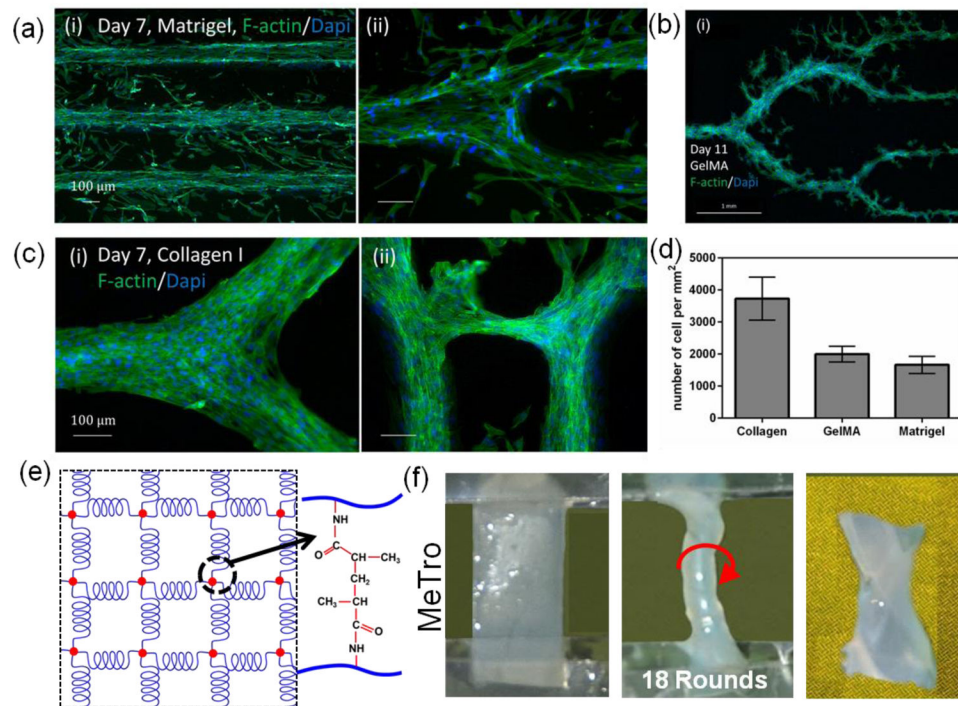 (a) (i) Day 7, Matrigel, F-actin/Dapi
100 µm
(ii)
(b) (i)
Day 11
GelMA
F-actin/Dapi
1 mm
(c) (i) Day 7, Collagen I
F-actin/Dapi
100 µm
(ii)
(d)
number of cell per mm²
5000
4000
3000
2000
1000
0
Collagen GelMA Matrigel
(e)
NH
O
CH
CH₃
CH₂
CH₃
CH
O
NH
(f)
MeTro
18 Rounds